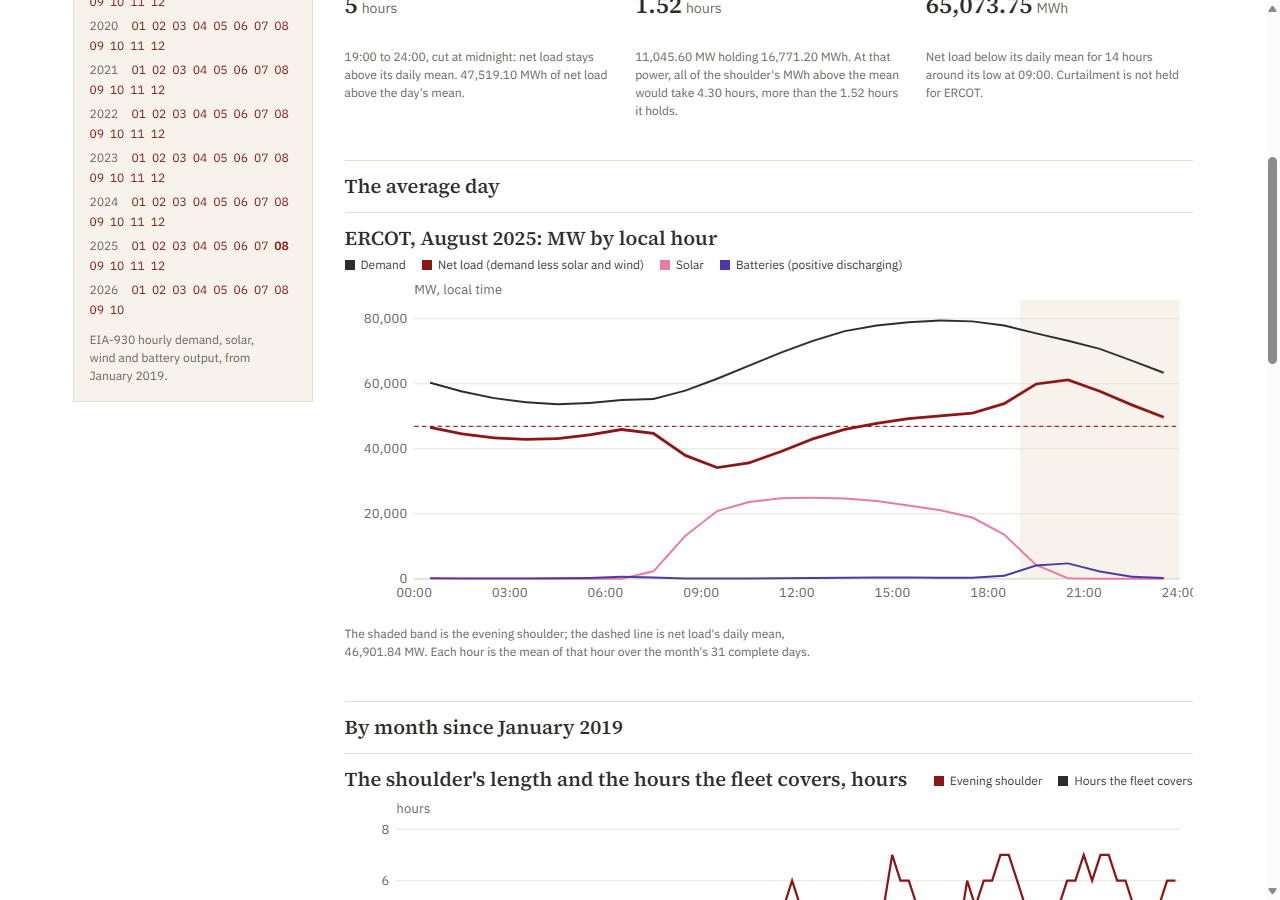 09 10 11 12
2020 01 02 03 04 05 06 07 08
09 10 11 12
2021 01 02 03 04 05 06 07 08
09 10 11 12
2022 01 02 03 04 05 06 07 08
09 10 11 12
2023 01 02 03 04 05 06 07 08
09 10 11 12
2024 01 02 03 04 05 06 07 08
09 10 11 12
2025 01 02 03 04 05 06 07 08
09 10 11 12
2026 01 02 03 04 05 06 07 08
09 10
EIA-930 hourly demand, solar,
wind and battery output, from
January 2019.
5 hours
19:00 to 24:00, cut at midnight: net load stays
above its daily mean. 47,519.10 MWh of net load
above the day's mean.
1.52 hours
11,045.60 MW holding 16,771.20 MWh. At that
power, all of the shoulder's MWh above the mean
would take 4.30 hours, more than the 1.52 hours
it holds.
65,073.75 MWh
Net load below its daily mean for 14 hours
around its low at 09:00. Curtailment is not held
for ERCOT.
The average day
ERCOT, August 2025: MW by local hour
Demand Net load (demand less solar and wind) Solar Batteries (positive discharging)
MW, local time
80,000
60,000
40,000
20,000
0
00:00 03:00 06:00 09:00 12:00 15:00 18:00 21:00 24:00
The shaded band is the evening shoulder; the dashed line is net load's daily mean,
46,901.84 MW. Each hour is the mean of that hour over the month's 31 complete days.
By month since January 2019
The shoulder's length and the hours the fleet covers, hours
Evening shoulder Hours the fleet covers
hours
8
6